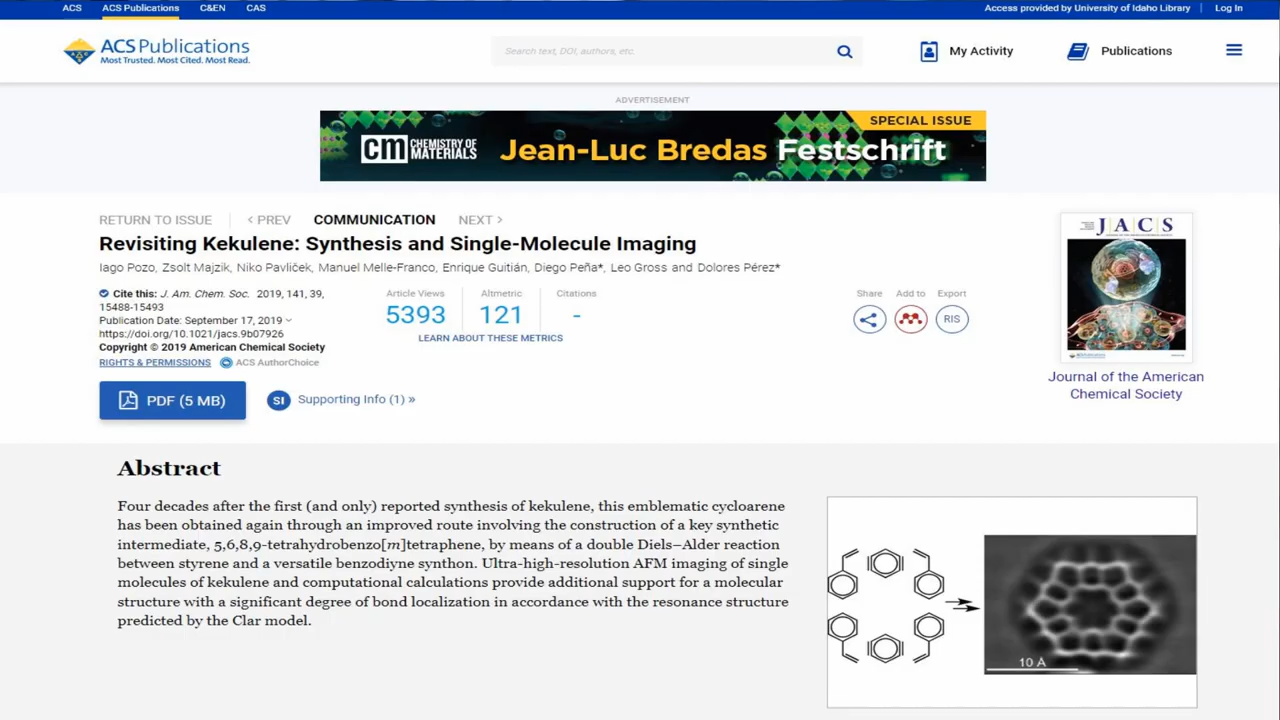 ACS ACS Publications C&EN CAS Access provided by University of Idaho Library Log In
ACS Publications
Most Trusted. Most Cited. Most Read.
Search text, DOI, authors, etc.
My Activity
Publications
ADVERTISEMENT
SPECIAL ISSUE
cm CHEMISTRY OF MATERIALS Jean-Luc Bredas Festschrift
RETURN TO ISSUE < PREV COMMUNICATION NEXT >
Revisiting Kekulene: Synthesis and Single-Molecule Imaging
Iago Pozo, Zsolt Majzik, Niko Pavliček, Manuel Melle-Franco, Enrique Guitián, Diego Peña*, Leo Gross and Dolores Pérez*
Cite this: J. Am. Chem. Soc. 2019, 141, 39,
15488-15493
Publication Date: September 17, 2019
https://doi.org/10.1021/jacs.9b07926
Copyright © 2019 American Chemical Society
RIGHTS & PERMISSIONS ACS AuthorChoice
Article Views Altmetric Citations
5393 121 -
LEARN ABOUT THESE METRICS
Share Add to Export
RIS
JACS
Journal of the American
Chemical Society
PDF (5 MB)
SI Supporting Info (1) »
Abstract
Four decades after the first (and only) reported synthesis of kekulene, this emblematic cycloarene
has been obtained again through an improved route involving the construction of a key synthetic
intermediate, 5,6,8,9-tetrahydrobenzo[m]tetraphene, by means of a double Diels–Alder reaction
between styrene and a versatile benzodiyne synthon. Ultra-high-resolution AFM imaging of single
molecules of kekulene and computational calculations provide additional support for a molecular
structure with a significant degree of bond localization in accordance with the resonance structure
predicted by the Clar model.
10 Å